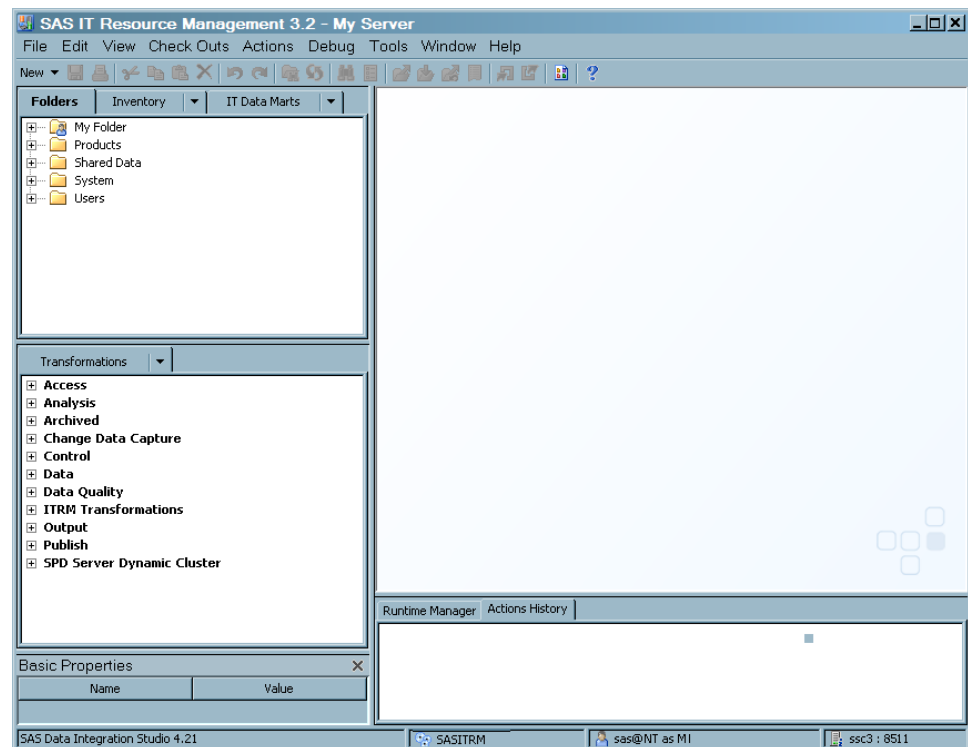 SAS IT Resource Management 3.2 - My Server
File Edit View Check Outs Actions Debug Tools Window Help
New
Folders Inventory IT Data Marts
My Folder
Products
Shared Data
System
Users
Transformations
Access
Analysis
Archived
Change Data Capture
Control
Data
Data Quality
ITRM Transformations
Output
Publish
SPD Server Dynamic Cluster
Runtime Manager Actions History
Basic Properties
Name Value
SAS Data Integration Studio 4.21 SASITRM sas@NT as MI ssc3 : 8511